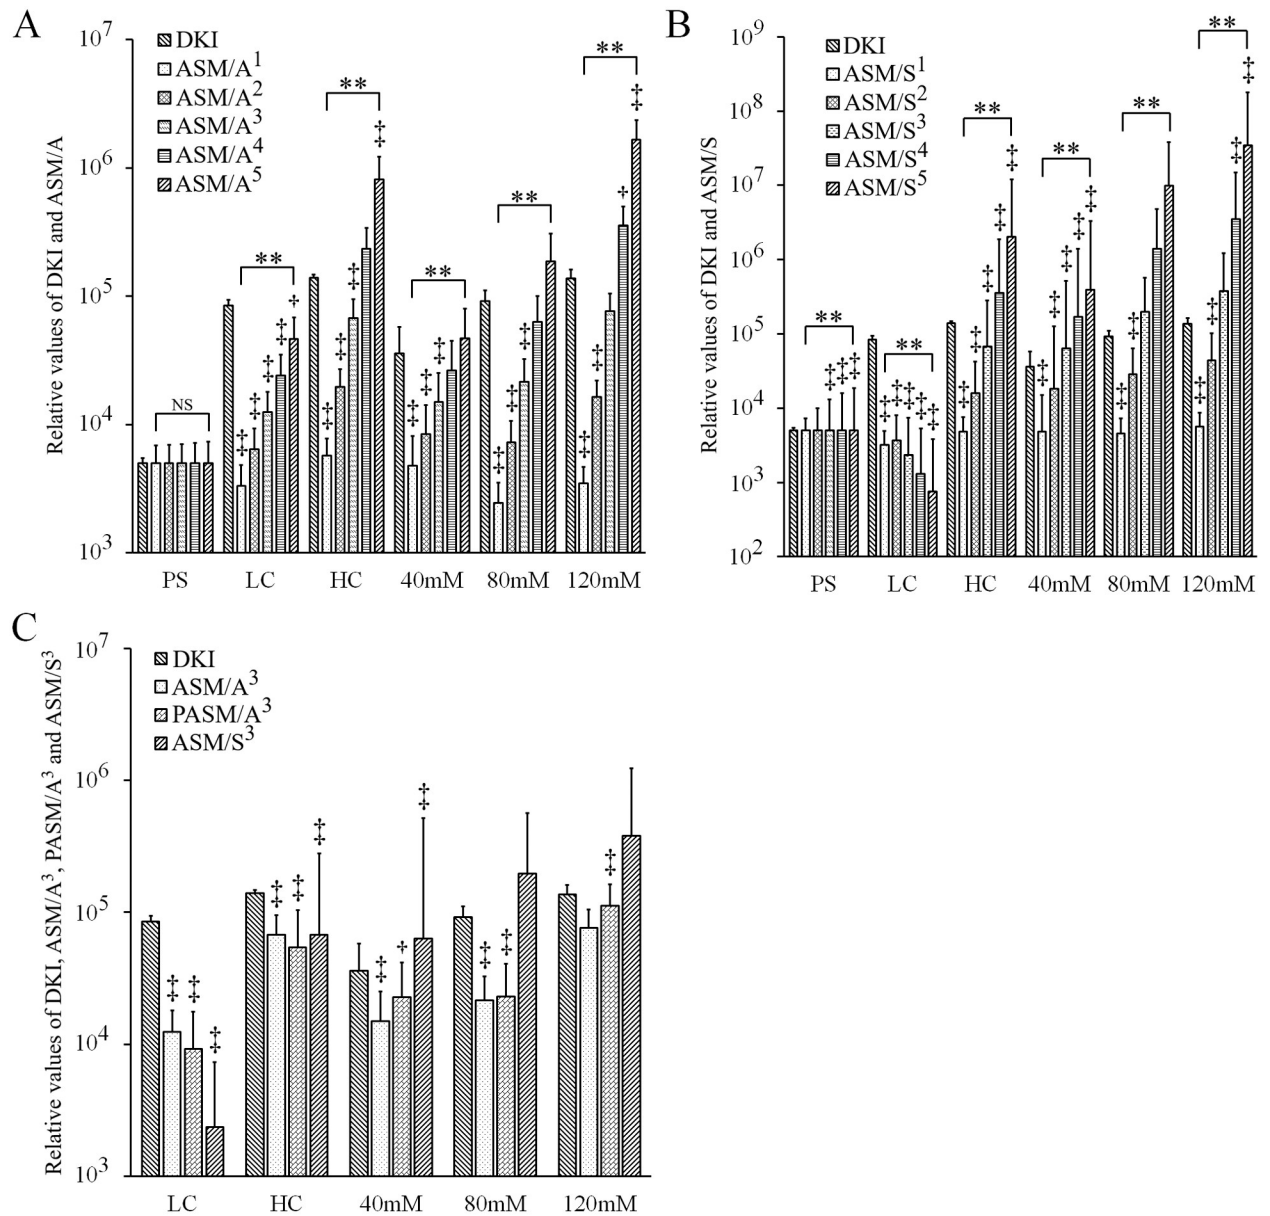 A
Relative values of DKI and ASM/A
10^7
10^6
10^5
10^4
10^3
DKI
ASM/A^1
ASM/A^2
ASM/A^3
ASM/A^4
ASM/A^5
NS
**
**
**
**
**
‡ ‡ ‡ ‡ †
‡ ‡ ‡ ‡
‡ ‡ ‡
‡ ‡ ‡
‡ ‡ † ‡
PS LC HC 40mM 80mM 120mM
B
Relative values of DKI and ASM/S
10^9
10^8
10^7
10^6
10^5
10^4
10^3
10^2
DKI
ASM/S^1
ASM/S^2
ASM/S^3
ASM/S^4
ASM/S^5
**
**
**
**
**
**
‡ ‡ ‡
‡ ‡ ‡ ‡ ‡
‡ ‡ ‡ ‡ ‡
‡ ‡ ‡ ‡ ‡
‡ ‡
‡ ‡ ‡ ‡
PS LC HC 40mM 80mM 120mM
C
Relative values of DKI, ASM/A^3, PASM/A^3 and ASM/S^3
10^7
10^6
10^5
10^4
10^3
DKI
ASM/A^3
PASM/A^3
ASM/S^3
‡ ‡ ‡
‡ ‡ ‡
‡ † ‡
‡ ‡
‡
LC HC 40mM 80mM 120mM